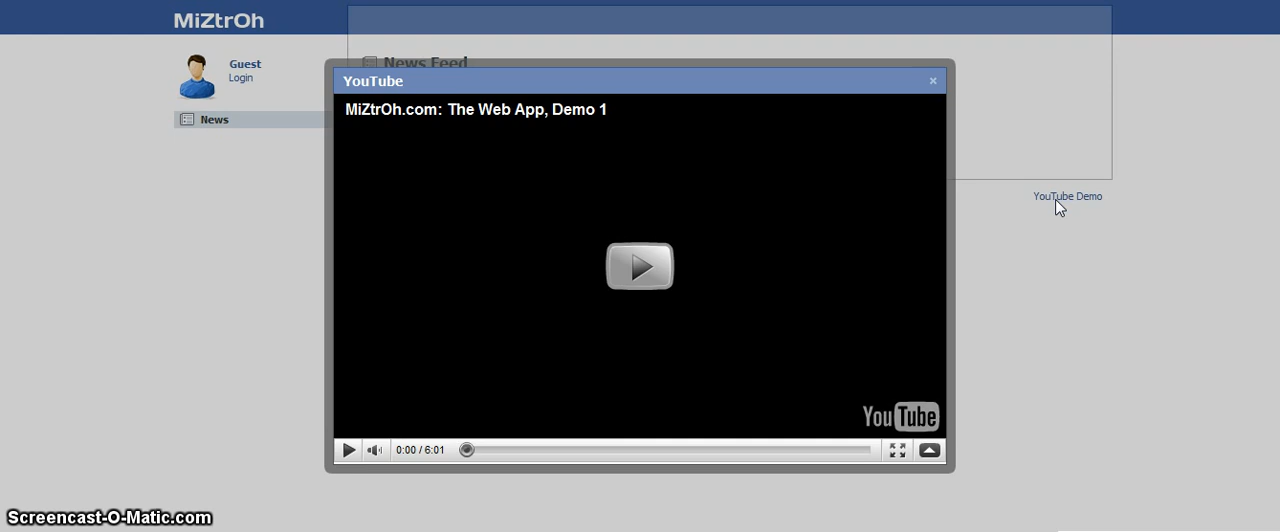 MiZtrOh
Guest
Login
News Feed
News
YouTube
×
MiZtrOh.com: The Web App, Demo 1
YouTube Demo
YouTube
0:00 / 6:01
Screencast-O-Matic.com